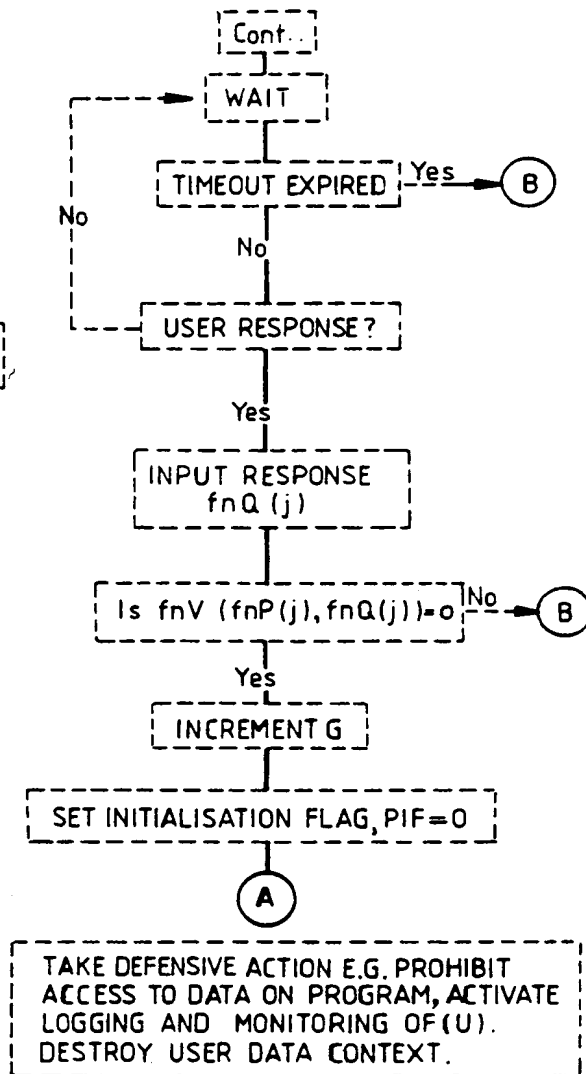 Cont..
WAIT
TIMEOUT EXPIRED
Yes
B
No
No
USER RESPONSE?
Yes
INPUT RESPONSE
fnQ (j)
Is fnV (fnP(j),fnQ(j))=0
No
B
Yes
INCREMENT G
SET INITIALISATION FLAG, PIF=0
A
TAKE DEFENSIVE ACTION E.G. PROHIBIT
ACCESS TO DATA ON PROGRAM, ACTIVATE
LOGGING AND MONITORING OF (U).
DESTROY USER DATA CONTEXT.